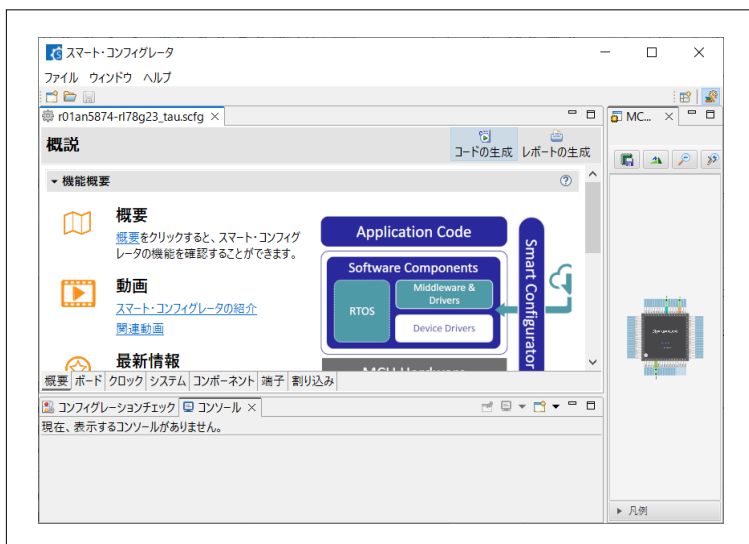 スマート・コンフィグレータ
ファイル ウィンドウ ヘルプ
r01an5874-rl78g23_tau.scfg
MC...
概説
コードの生成 レポートの生成
機能概要
概要
概要をクリックすると、スマート・コンフィグ
レータの機能を確認することができます。
動画
スマート・コンフィグレータの紹介
関連動画
最新情報
Application Code
Software Components
RTOS
Middleware &
Drivers
Device Drivers
MCU Hardware
Smart Configurator
概要 ボード クロック システム コンポーネント 端子 割り込み
コンフィグレーションチェック コンソール
現在、表示するコンソールがありません。
凡例